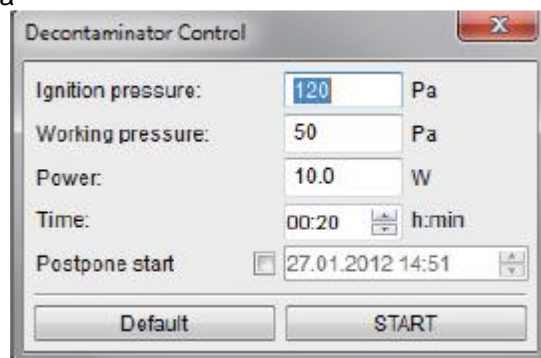 a
Decontaminator Control
Ignition pressure: 120 Pa
Working pressure: 50 Pa
Power: 10.0 W
Time: 00:20 h:min
Postpone start 27.01.2012 14:51
Default START